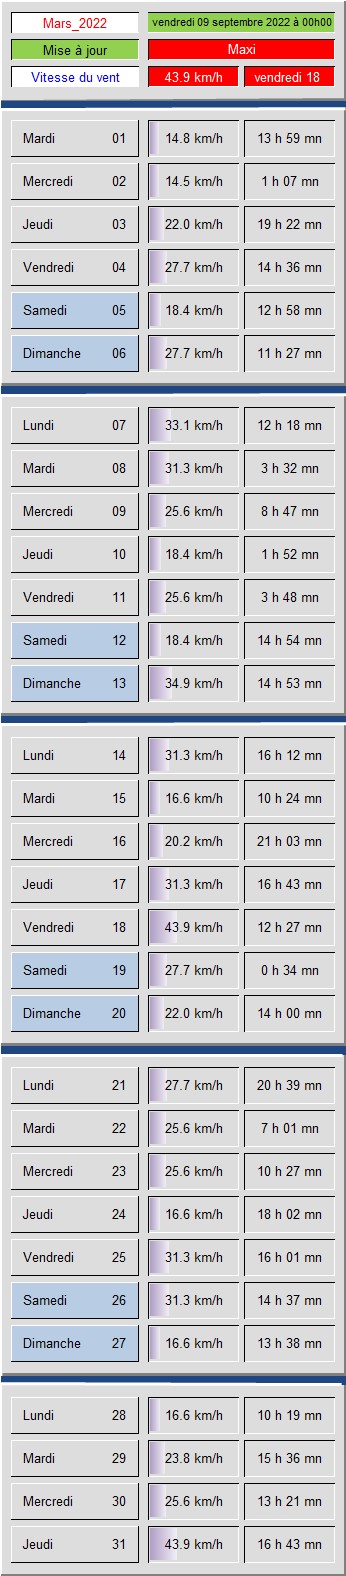 Mars_2022 vendredi 09 septembre 2022 à 00h00
Mise à jour Maxi
Vitesse du vent 43.9 km/h vendredi 18
Mardi 01 14.8 km/h 13 h 59 mn
Mercredi 02 14.5 km/h 1 h 07 mn
Jeudi 03 22.0 km/h 19 h 22 mn
Vendredi 04 27.7 km/h 14 h 36 mn
Samedi 05 18.4 km/h 12 h 58 mn
Dimanche 06 27.7 km/h 11 h 27 mn
Lundi 07 33.1 km/h 12 h 18 mn
Mardi 08 31.3 km/h 3 h 32 mn
Mercredi 09 25.6 km/h 8 h 47 mn
Jeudi 10 18.4 km/h 1 h 52 mn
Vendredi 11 25.6 km/h 3 h 48 mn
Samedi 12 18.4 km/h 14 h 54 mn
Dimanche 13 34.9 km/h 14 h 53 mn
Lundi 14 31.3 km/h 16 h 12 mn
Mardi 15 16.6 km/h 10 h 24 mn
Mercredi 16 20.2 km/h 21 h 03 mn
Jeudi 17 31.3 km/h 16 h 43 mn
Vendredi 18 43.9 km/h 12 h 27 mn
Samedi 19 27.7 km/h 0 h 34 mn
Dimanche 20 22.0 km/h 14 h 00 mn
Lundi 21 27.7 km/h 20 h 39 mn
Mardi 22 25.6 km/h 7 h 01 mn
Mercredi 23 25.6 km/h 10 h 27 mn
Jeudi 24 16.6 km/h 18 h 02 mn
Vendredi 25 31.3 km/h 16 h 01 mn
Samedi 26 31.3 km/h 14 h 37 mn
Dimanche 27 16.6 km/h 13 h 38 mn
Lundi 28 16.6 km/h 10 h 19 mn
Mardi 29 23.8 km/h 15 h 36 mn
Mercredi 30 25.6 km/h 13 h 21 mn
Jeudi 31 43.9 km/h 16 h 43 mn